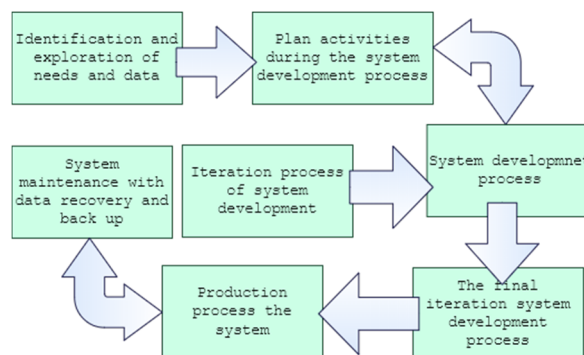 Identification and
exploration of
needs and data
Plan activities
during the system
development process
System developmnet
process
Iteration process
of system
development
System
maintenance with
data recovery and
back up
The final
iteration system
development
process
Production
process the
system